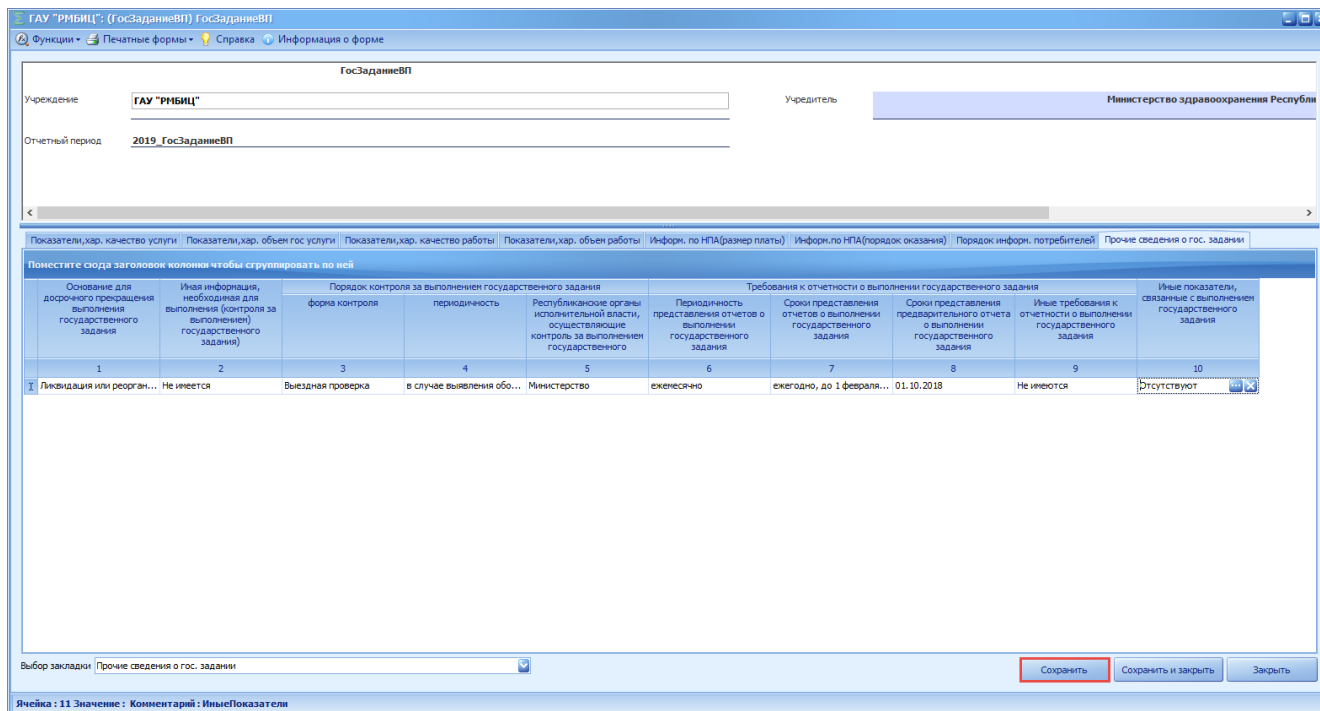 ГАУ "РМБИЦ": (ГосЗаданиеВП) ГосЗаданиеВП
Функции Печатные формы Справка Информация о форме
ГосЗаданиеВП
Учреждение ГАУ "РМБИЦ" Учредитель Министерство здравоохранения Республи
Отчетный период 2019_ГосЗаданиеВП
Показатели,хар. качество услуги Показатели,хар. объем гос услуги Показатели,хар. качество работы Показатели,хар. объем работы Информ. по НПА(размер платы) Информ.по НПА(порядок оказания) Порядок информ. потребителей Прочие сведения о гос. задании
Поместите сюда заголовок колонки чтобы сгруппировать по ней
Основание для
досрочного прекращения
выполнения
государственного
задания
Иная информация,
необходимая для
выполнения (контроля за
выполнением)
государственного
задания)
Порядок контроля за выполнением государственного задания
форма контроля
периодичность
Республиканские органы
исполнительной власти,
осуществляющие
контроль за выполнением
государственного
Требования к отчетности о выполнении государственного задания
Периодичность
представления отчетов о
выполнении
государственного
задания
Сроки представления
отчетов о выполнении
государственного
задания
Сроки представления
предварительного отчета
о выполнении
государственного
задания
Иные требования к
отчетности о выполнении
государственного
задания
Иные показатели,
связанные с выполнением
государственного
задания
1 2 3 4 5 6 7 8 9 10
Ликвидация или реорган... Не имеется Выездная проверка в случае выявления обо... Министерство ежемесячно ежегодно, до 1 февраля... 01.10.2018 Не имеются Отсутствуют ...
Выбор закладки Прочие сведения о гос. задании
Сохранить Сохранить и закрыть Закрыть
Ячейка : 11 Значение : Комментарий : ИныеПоказатели